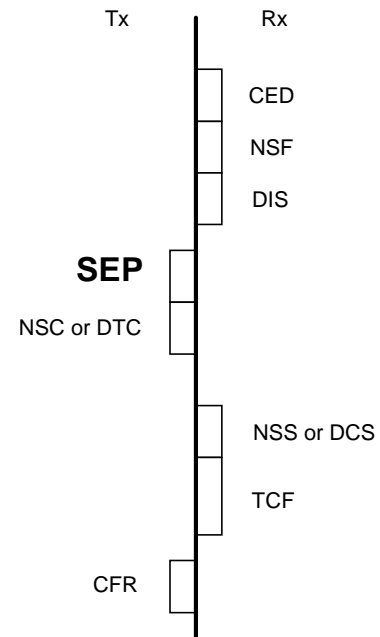 Tx Rx
CED
NSF
DIS
SEP
NSC or DTC
NSS or DCS
TCF
CFR